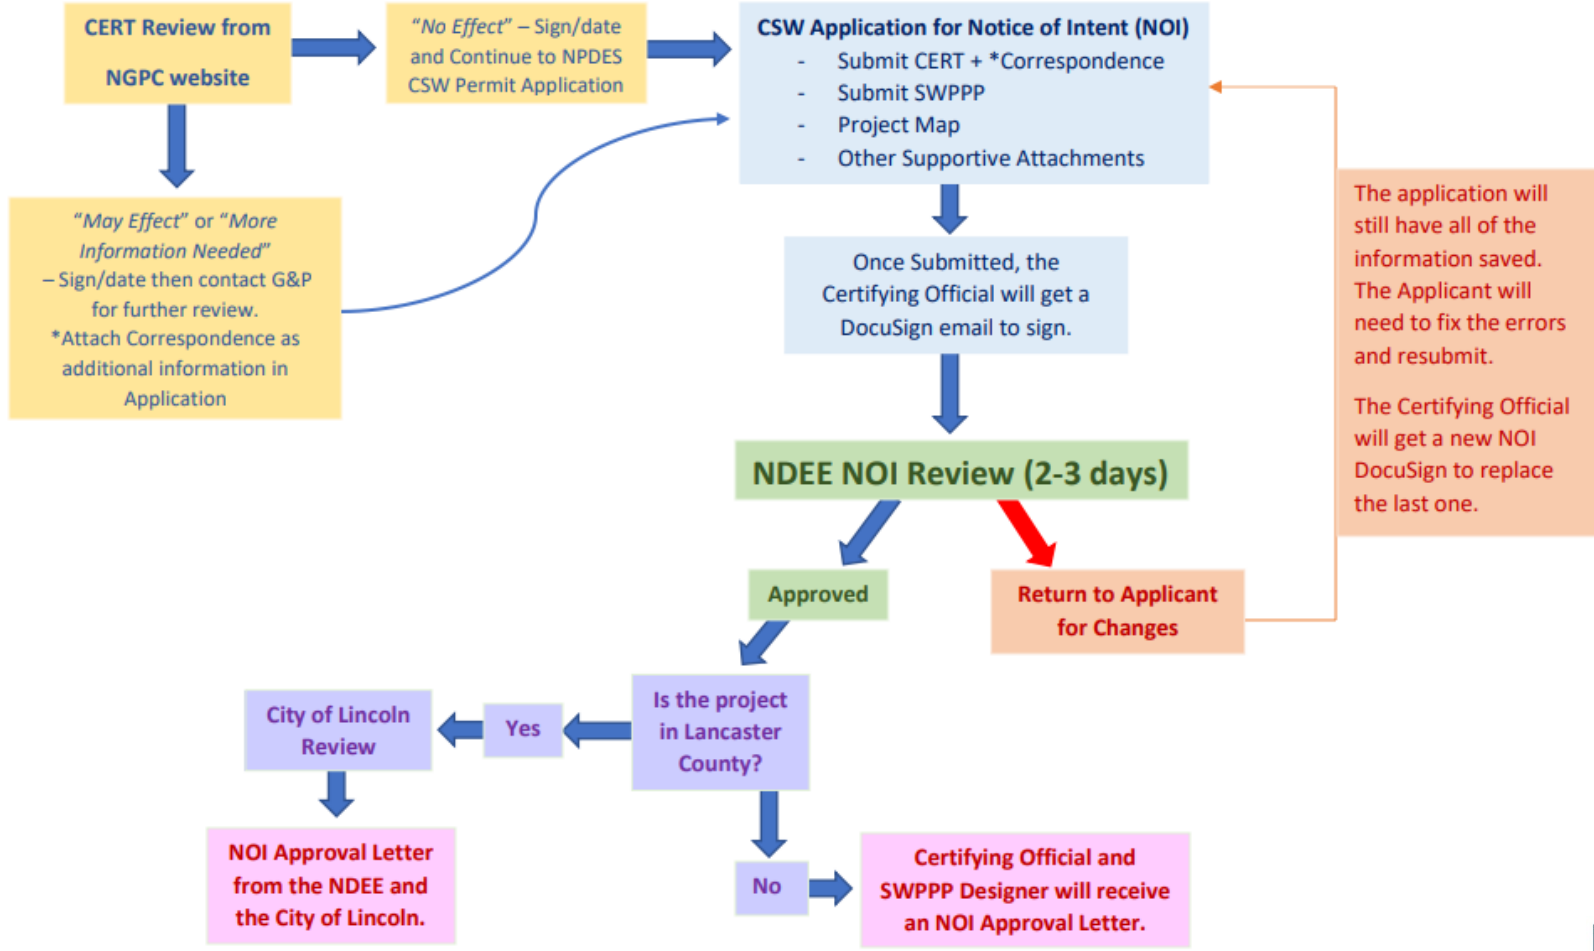 CERT Review from
NGPC website
“No Effect” – Sign/date
and Continue to NPDES
CSW Permit Application
CSW Application for Notice of Intent (NOI)
- Submit CERT + *Correspondence
- Submit SWPPP
- Project Map
- Other Supportive Attachments
“May Effect” or “More
Information Needed”
– Sign/date then contact G&P
for further review.
*Attach Correspondence as
additional information in
Application
Once Submitted, the
Certifying Official will get a
DocuSign email to sign.
The application will
still have all of the
information saved.
The Applicant will
need to fix the errors
and resubmit.
The Certifying Official
will get a new NOI
DocuSign to replace
the last one.
NDEE NOI Review (2-3 days)
Approved
Return to Applicant
for Changes
Is the project
in Lancaster
County?
Yes
City of Lincoln
Review
NOI Approval Letter
from the NDEE and
the City of Lincoln.
No
Certifying Official and
SWPPP Designer will receive
an NOI Approval Letter.